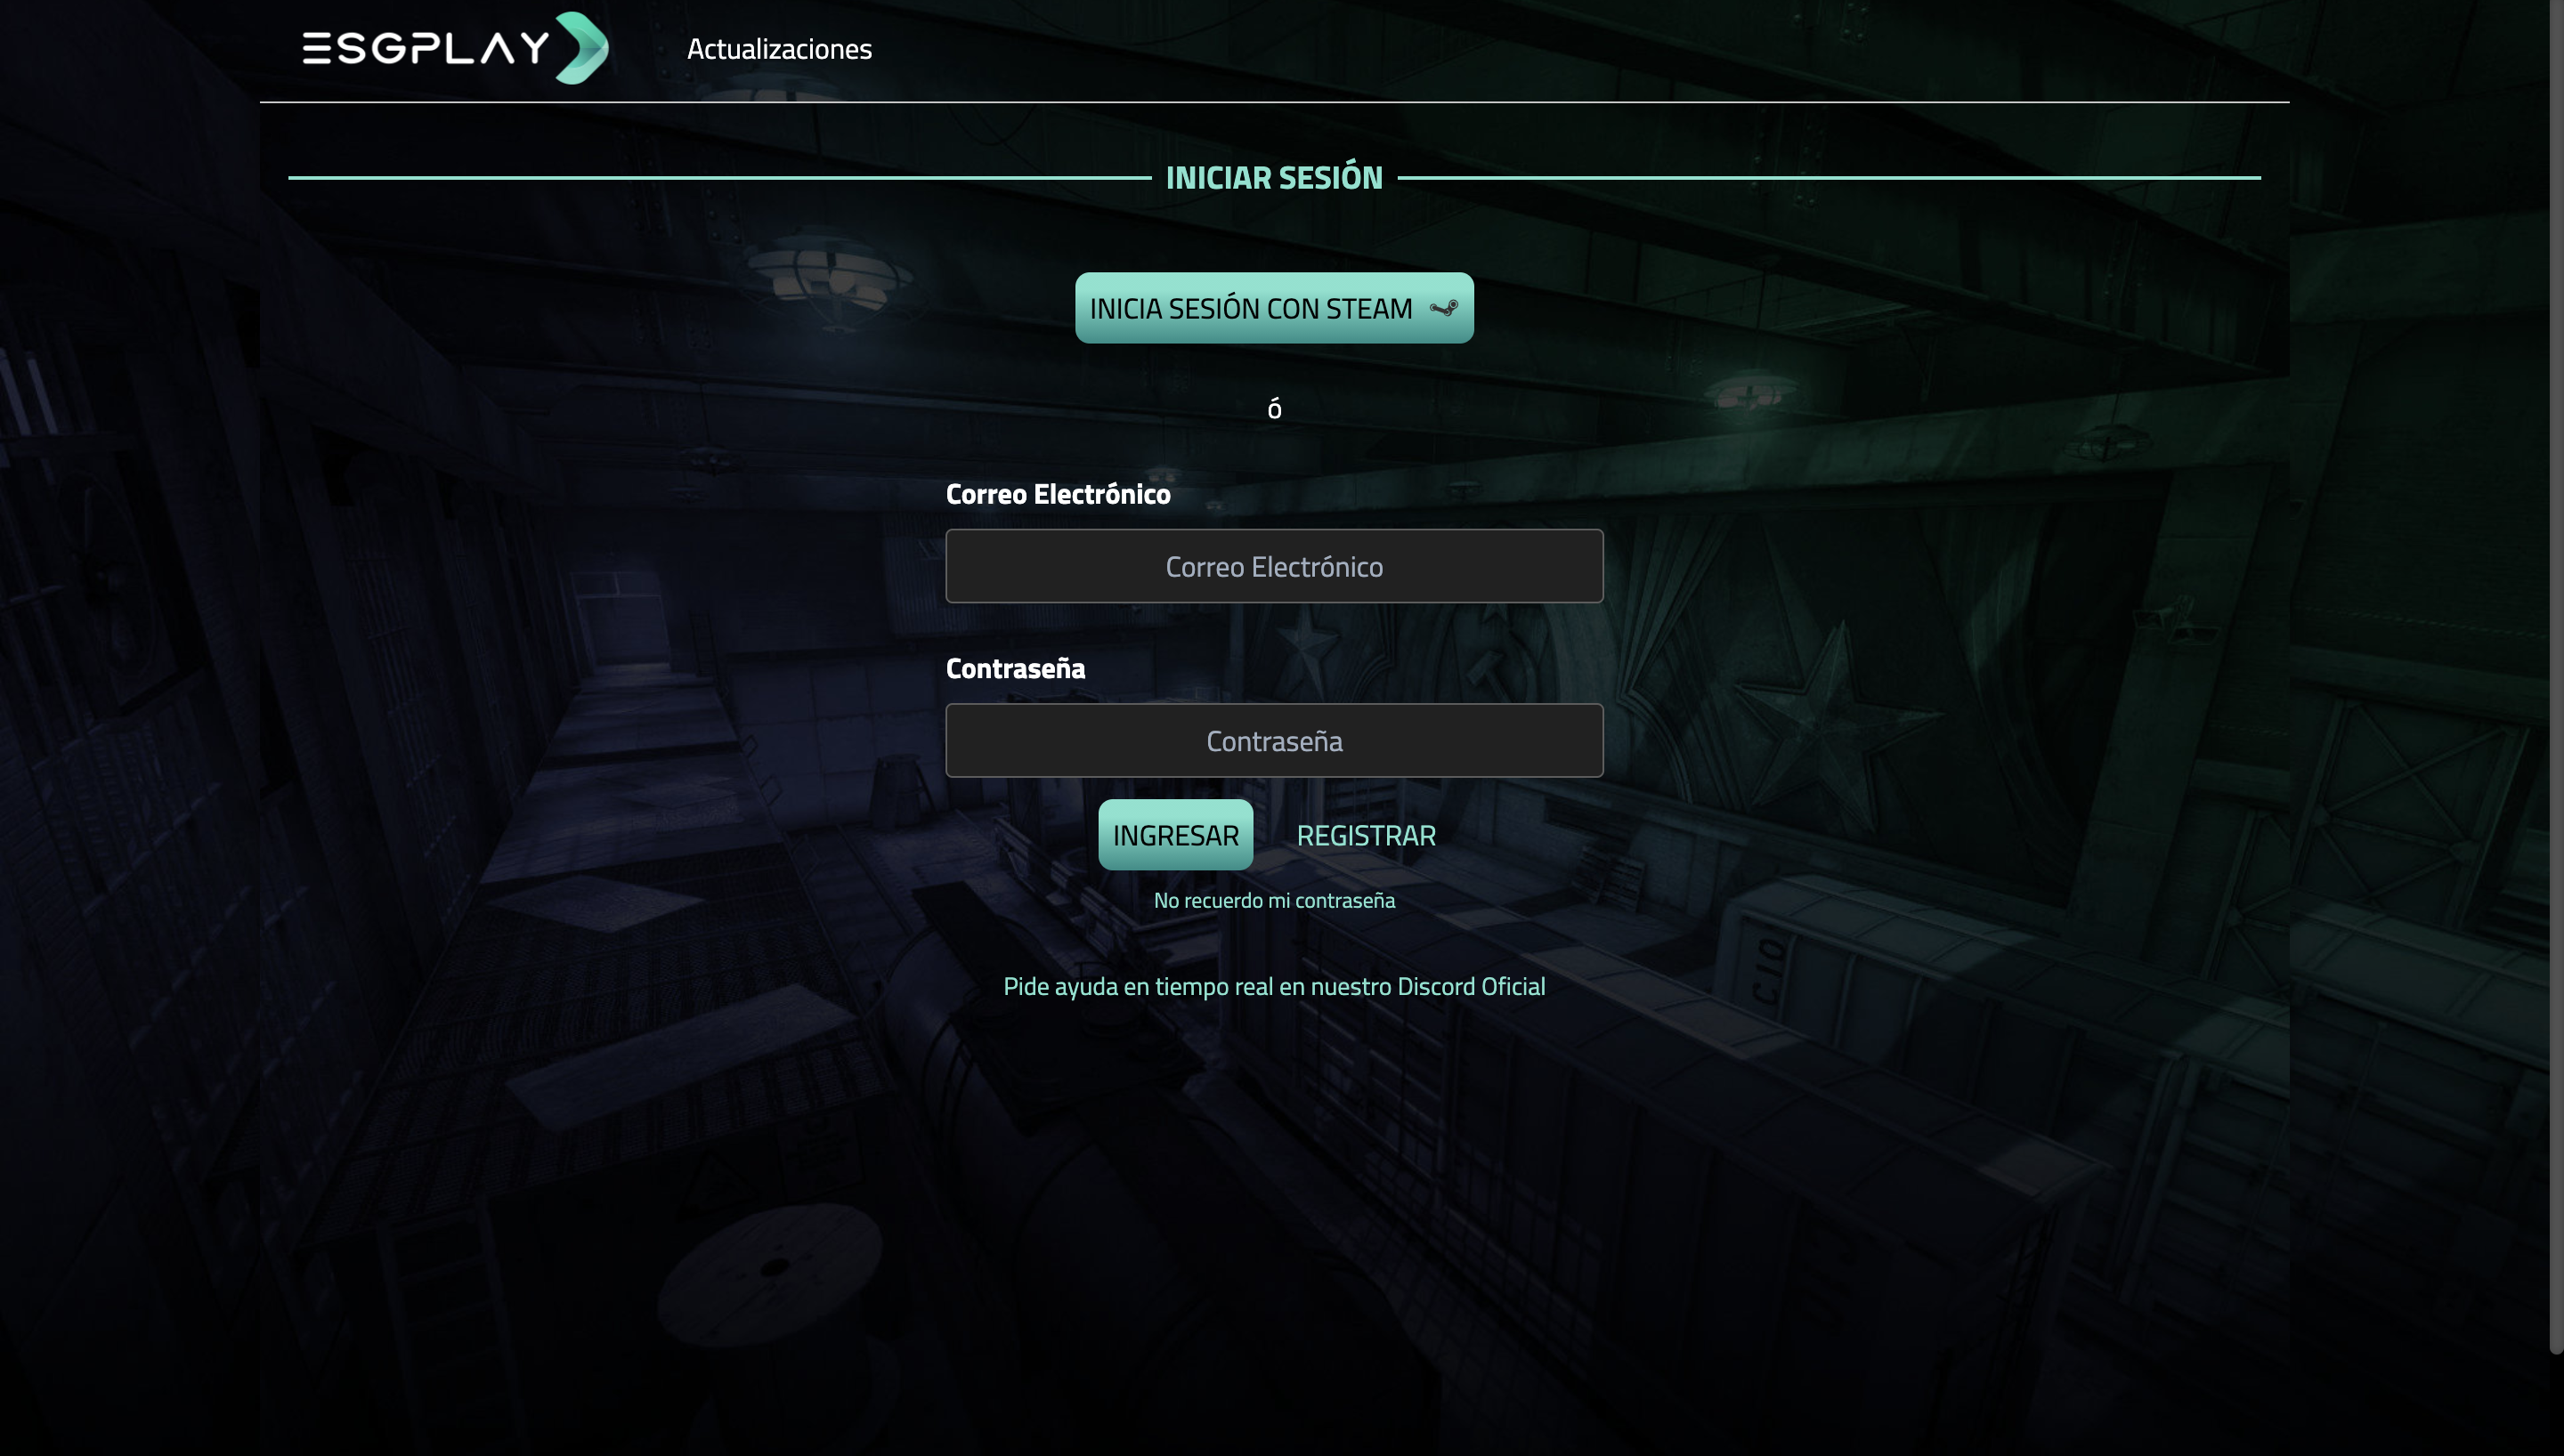 ESGPLAY
Actualizaciones
INICIAR SESIÓN
INICIA SESIÓN CON STEAM
ó
Correo Electrónico
Correo Electrónico
Contraseña
Contraseña
INGRESAR
REGISTRAR
No recuerdo mi contraseña
Pide ayuda en tiempo real en nuestro Discord Oficial